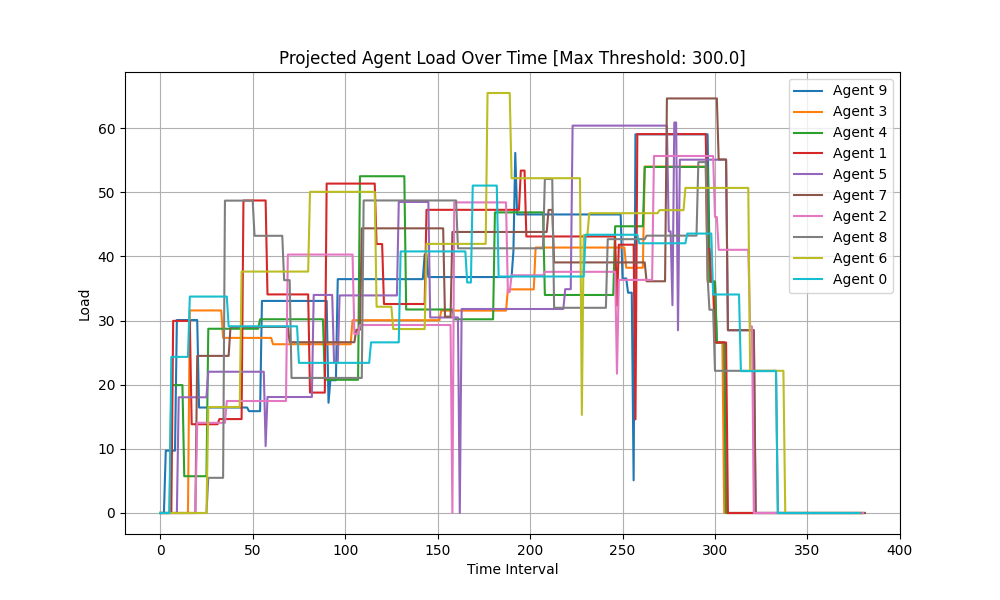 Projected Agent Load Over Time [Max Threshold: 300.0]
Load
60
50
40
30
20
10
0
0 50 100 150 200 250 300 350 400
Time Interval
Agent 9
Agent 3
Agent 4
Agent 1
Agent 5
Agent 7
Agent 2
Agent 8
Agent 6
Agent 0